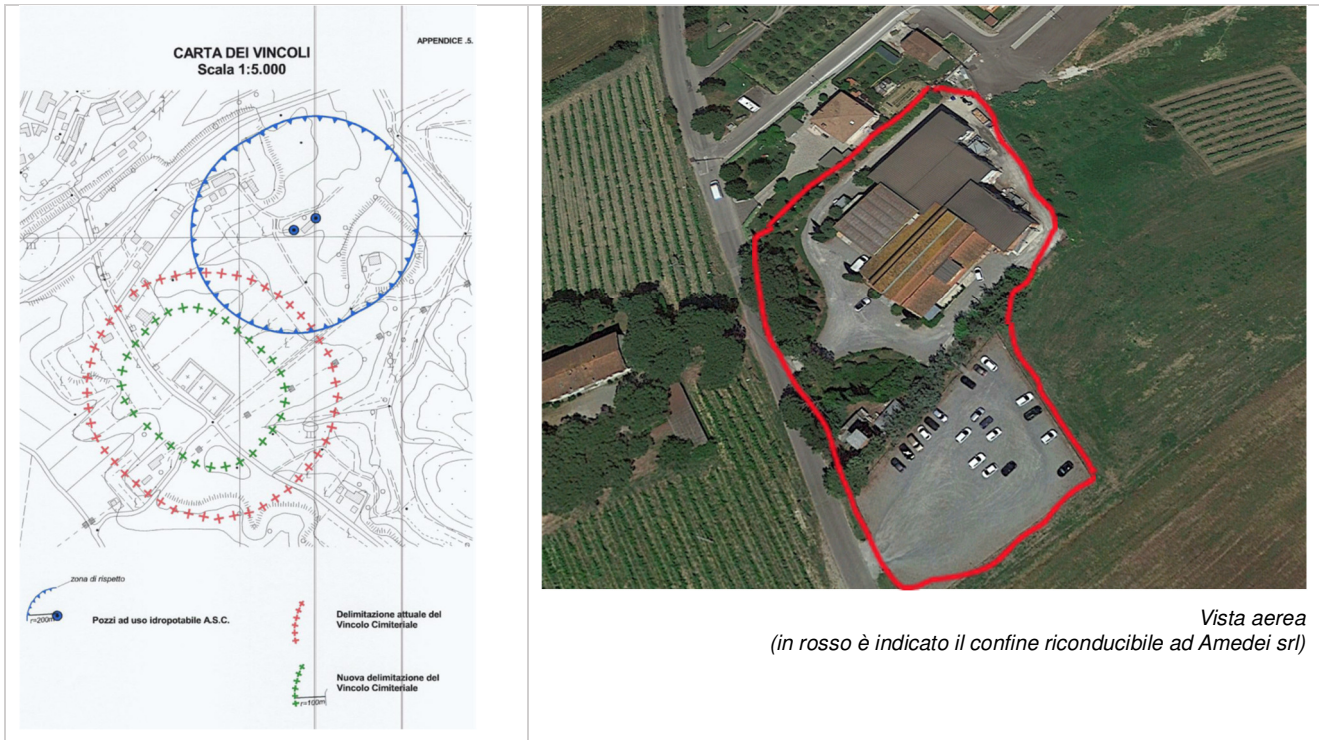 APPENDICE .5.
CARTA DEI VINCOLI
Scala 1:5.000
zona di rispetto
r=200m
Pozzi ad uso idropotabile A.S.C.
Delimitazione attuale del
Vincolo Cimiteriale
Nuova delimitazione del
Vincolo Cimiteriale
r=100m
Vista aerea
(in rosso è indicato il confine riconducibile ad Amedei srl)